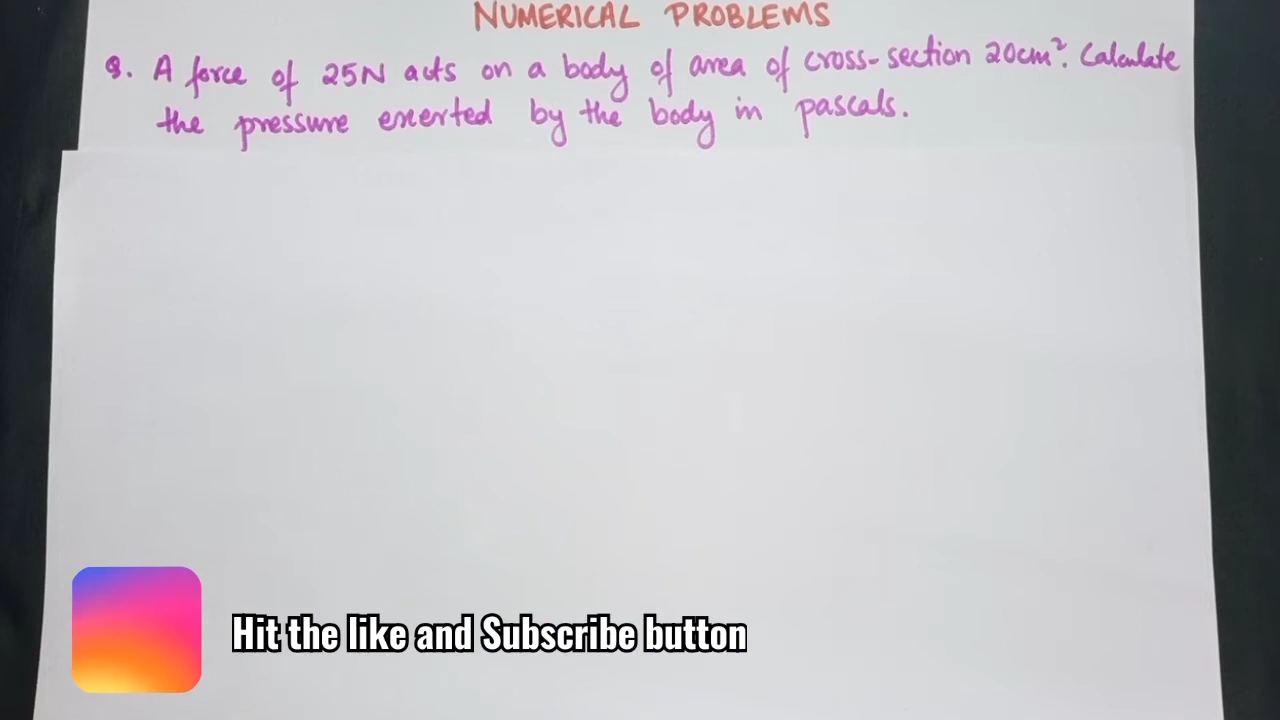 NUMERICAL PROBLEMS
Q. A force of 25N acts on a body of area of cross-section 20cm². Calculate
the pressure exerted by the body in pascals.
Hit the like and Subscribe button